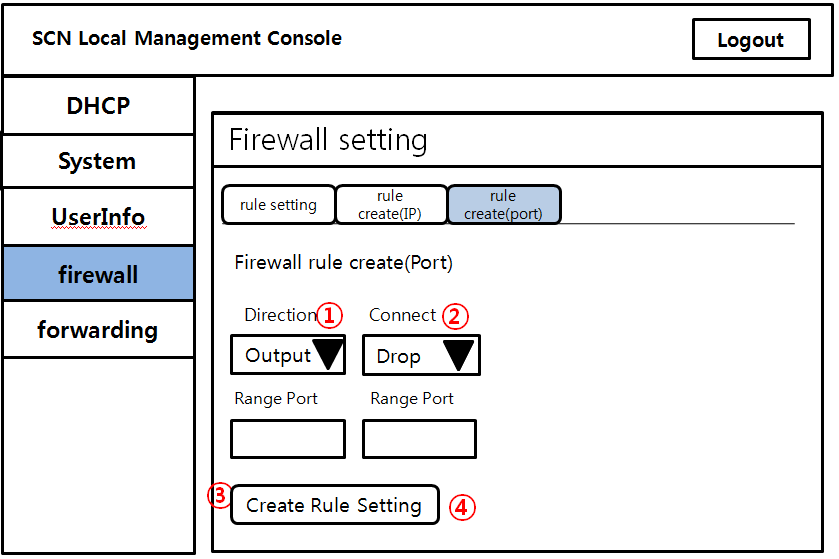 SCN Local Management Console
Logout
DHCP
System
UserInfo
firewall
forwarding
Firewall setting
rule setting
rule
create(IP)
rule
create(port)
Firewall rule create(Port)
Direction ① Connect ②
Output Drop
Range Port Range Port
③ Create Rule Setting ④